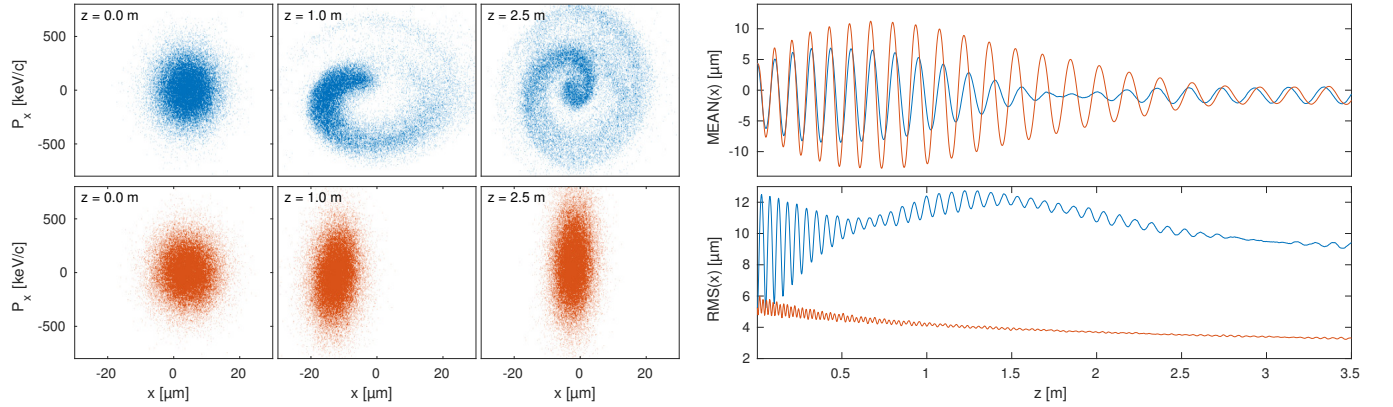 z = 0.0 m
z = 1.0 m
z = 2.5 m
P_x [keV/c]
500
0
-500
z = 0.0 m
z = 1.0 m
z = 2.5 m
P_x [keV/c]
500
0
-500
-20 0 20
-20 0 20
-20 0 20
x [μm]
x [μm]
x [μm]
MEAN(x) [μm]
10
5
0
-5
-10
RMS(x) [μm]
12
10
8
6
4
2
0.5 1 1.5 2 2.5 3 3.5
z [m]